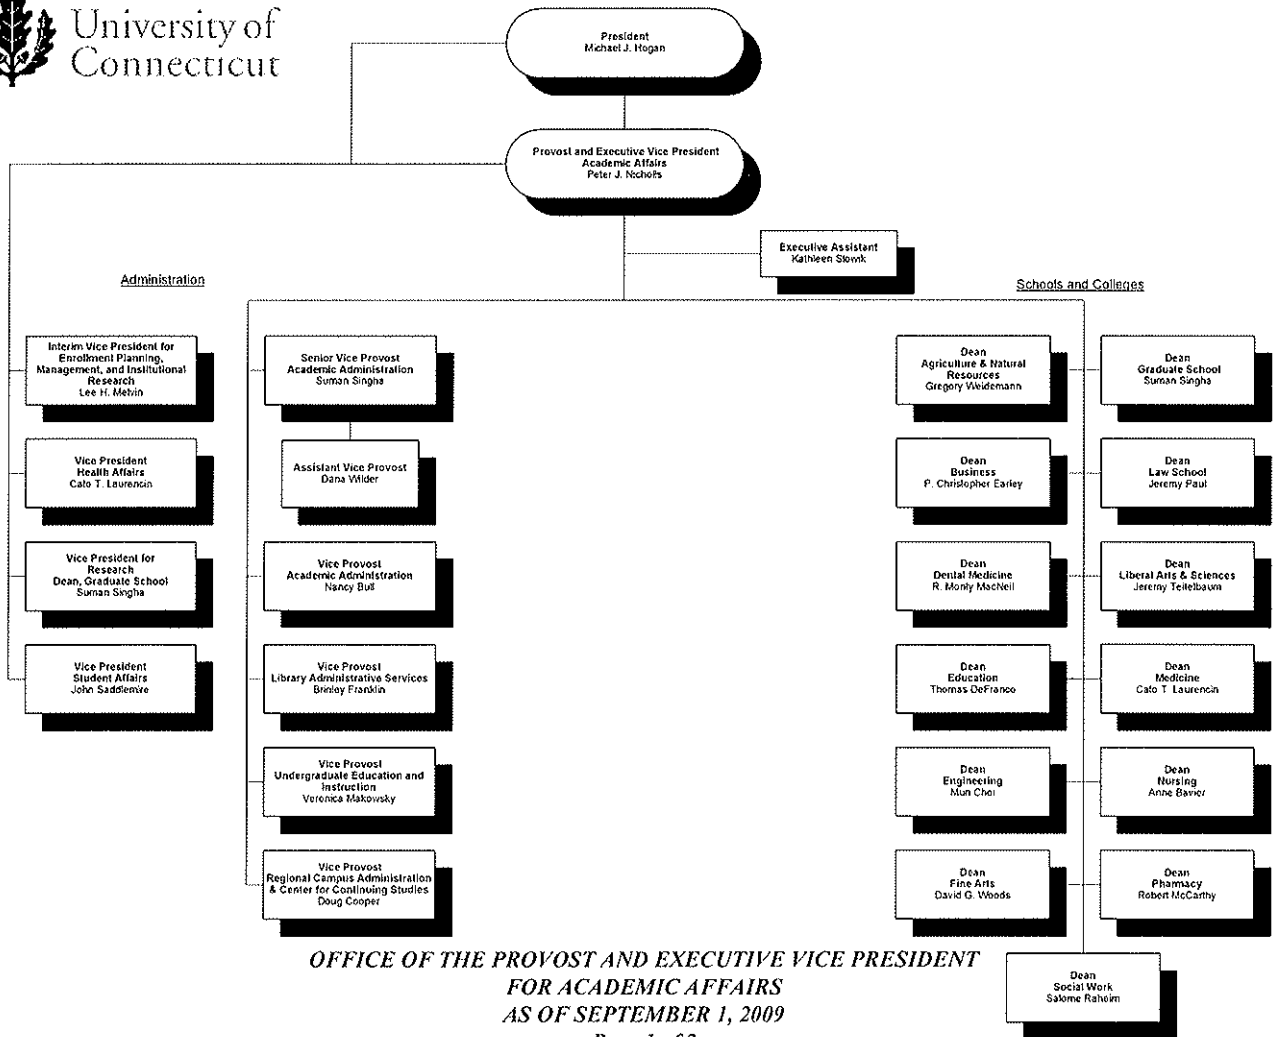 University of
Connecticut
President
Michael J. Hogan
Provost and Executive Vice President
Academic Affairs
Peter J. Nicholls
Executive Assistant
Kathleen Slowik
Administration
Schools and Colleges
Interim Vice President for
Enrollment Planning,
Management, and Institutional
Research
Lee H. Melvin
Vice President
Health Affairs
Cato T. Laurencin
Vice President for
Research
Dean, Graduate School
Suman Singha
Vice President
Student Affairs
John Saddlemire
Senior Vice Provost
Academic Administration
Suman Singha
Assistant Vice Provost
Dana Wilder
Vice Provost
Academic Administration
Nancy Bull
Vice Provost
Library Administrative Services
Brinley Franklin
Vice Provost
Undergraduate Education and
Instruction
Veronica Makowsky
Vice Provost
Regional Campus Administration
& Center for Continuing Studies
Doug Cooper
Dean
Agriculture & Natural
Resources
Gregory Weidemann
Dean
Business
P. Christopher Earley
Dean
Dental Medicine
R. Monty MacNeil
Dean
Education
Thomas DeFranco
Dean
Engineering
Mun Choi
Dean
Fine Arts
David G. Woods
Dean
Graduate School
Suman Singha
Dean
Law School
Jeremy Paul
Dean
Liberal Arts & Sciences
Jeremy Teitelbaum
Dean
Medicine
Cato T. Laurencin
Dean
Nursing
Anne Bavier
Dean
Pharmacy
Robert McCarthy
Dean
Social Work
Salome Raheim
OFFICE OF THE PROVOST AND EXECUTIVE VICE PRESIDENT
FOR ACADEMIC AFFAIRS
AS OF SEPTEMBER 1, 2009